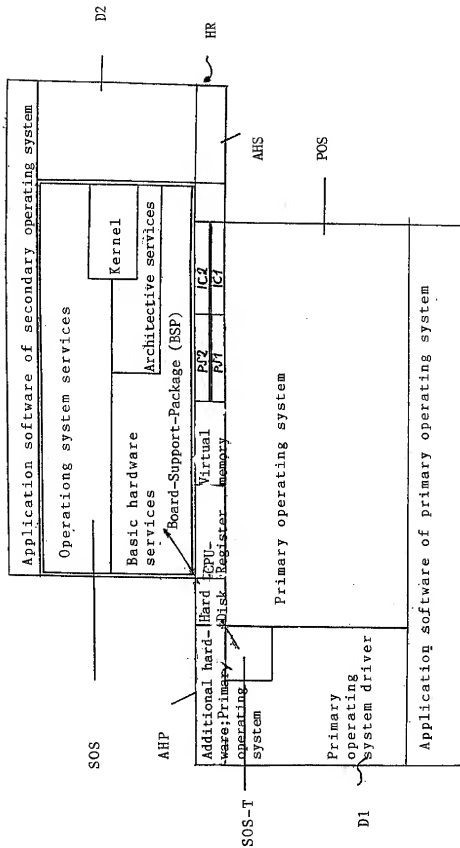 D2
HR
Application software of secondary operating system
Operationg system services
Kernel
Basic hardware
services
Architective services
Board-Support-Package (BSP)
SOS
AHP
Additional hard-
ware:Primary
operating
system
Hard
Disk
CPU-
Register
Virtual
memory
PS2
PS1
IC2
IC1
AHS
POS
Primary operating system
SOS-T
Primary
operating
system driver
D1
Application software of primary operating system